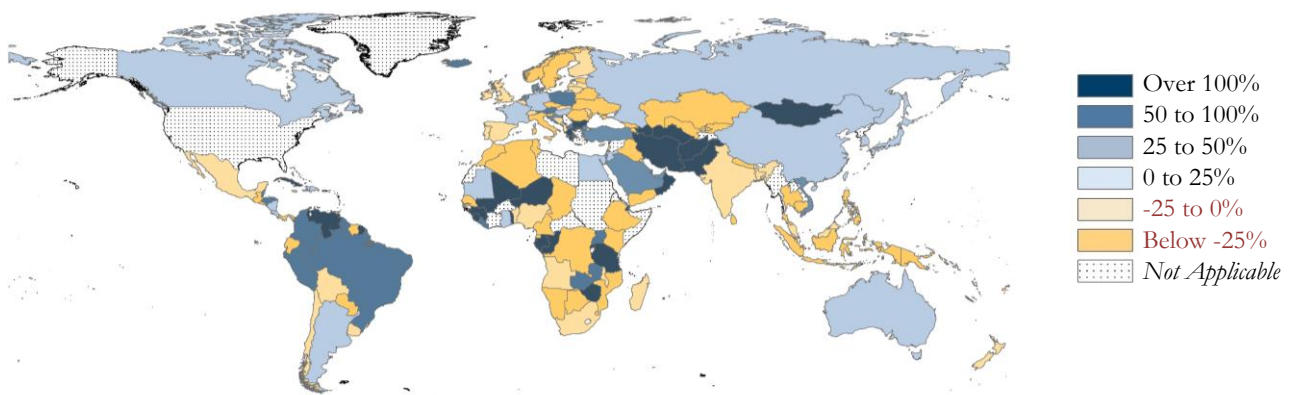 Over 100%
50 to 100%
25 to 50%
0 to 25%
-25 to 0%
Below -25%
Not Applicable